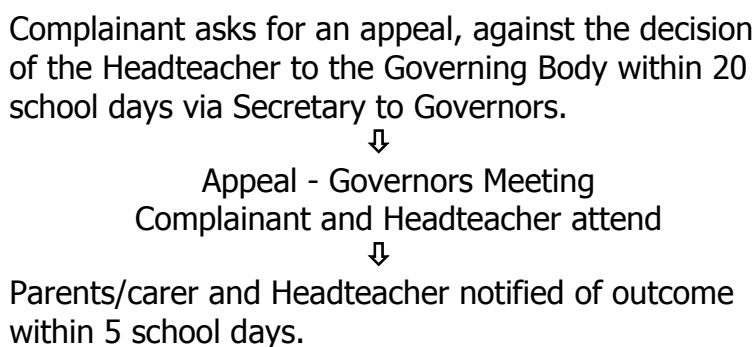 Complainant asks for an appeal, against the decision
of the Headteacher to the Governing Body within 20
school days via Secretary to Governors.
⇩
Appeal - Governors Meeting
Complainant and Headteacher attend
⇩
Parents/carer and Headteacher notified of outcome
within 5 school days.